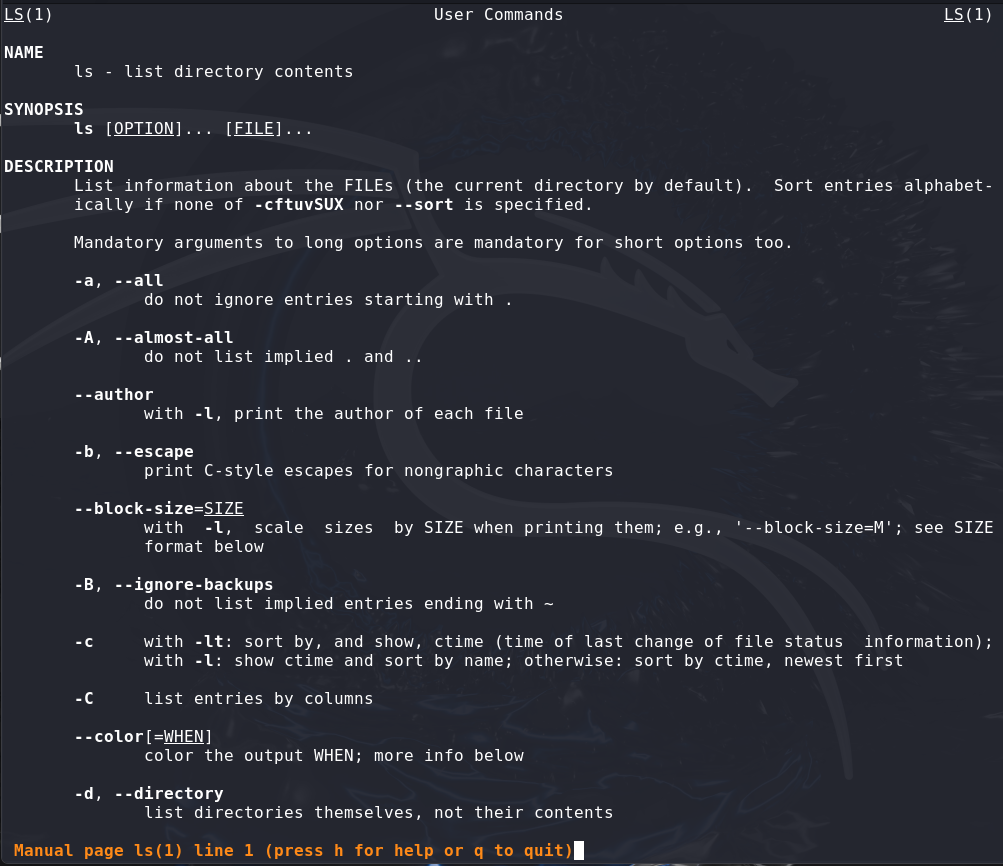 LS(1)                                      User Commands                                      LS(1)
NAME
ls - list directory contents
SYNOPSIS
ls [OPTION]... [FILE]...
DESCRIPTION
List information about the FILEs (the current directory by default).  Sort entries alphabet-
ically if none of -cftuvSUX nor --sort is specified.
Mandatory arguments to long options are mandatory for short options too.
-a, --all
do not ignore entries starting with .
-A, --almost-all
do not list implied . and ..
--author
with -l, print the author of each file
-b, --escape
print C-style escapes for nongraphic characters
--block-size=SIZE
with  -l,  scale  sizes  by SIZE when printing them; e.g., '--block-size=M'; see SIZE
format below
-B, --ignore-backups
do not list implied entries ending with ~
-c     with -lt: sort by, and show, ctime (time of last change of file status  information);
with -l: show ctime and sort by name; otherwise: sort by ctime, newest first
-C     list entries by columns
--color[=WHEN]
color the output WHEN; more info below
-d, --directory
list directories themselves, not their contents
Manual page ls(1) line 1 (press h for help or q to quit)